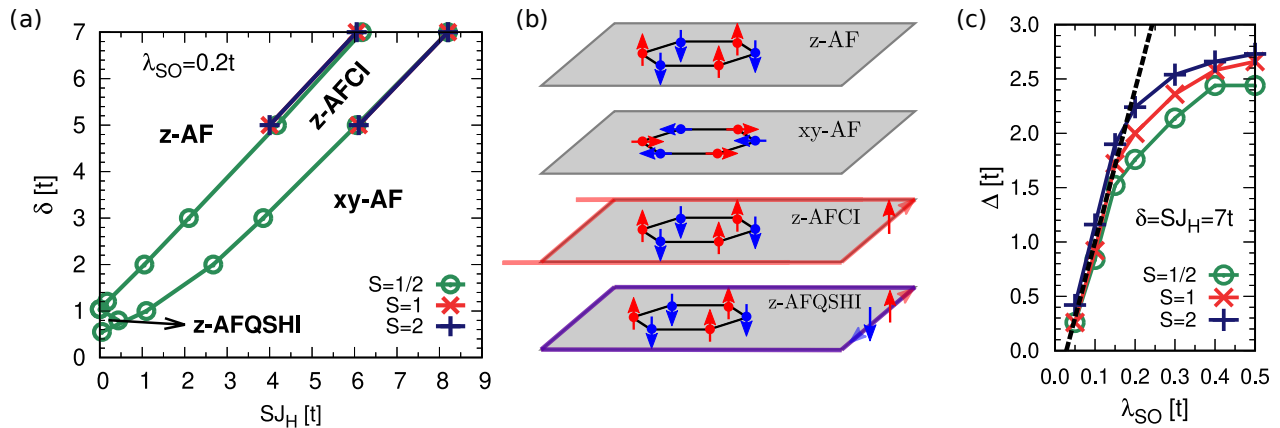 (a)
7
6
5
4
3
2
1
0
δ [t]
λSO=0.2t
z-AF
z-AFCI
xy-AF
z-AFQSHI
S=1/2
S=1
S=2
0 1 2 3 4 5 6 7 8 9
SJH [t]
(b)
z-AF
xy-AF
z-AFCI
z-AFQSHI
(c)
3.0
2.5
2.0
1.5
1.0
0.5
0.0
Δ [t]
δ=SJH=7t
S=1/2
S=1
S=2
0.0 0.1 0.2 0.3 0.4 0.5
λSO [t]